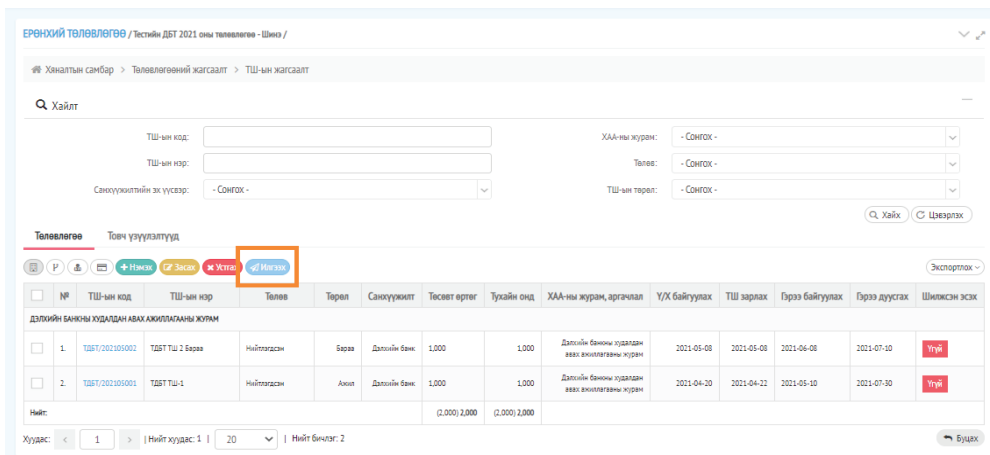 ЕРӨНХИЙ ТӨЛӨВЛӨГӨӨ / Тестийн ДБТ 2021 оны төлөвлөгөө - Шинэ /
Хяналтын самбар > Төлөвлөгөөний жагсаалт > ТШ-ын жагсаалт
Хайлт
ТШ-ын код: ХАА-ны журам: - Сонгох -
ТШ-ын нэр: Төлөв: - Сонгох -
Санхүүжилтийн эх үүсвэр: - Сонгох - ТШ-ын төрөл: - Сонгох -
Хайх Цэвэрлэх
Төлөвлөгөө Товч үзүүлэлтүүд
Нэмэх Засах Устгах Илгээх Экспортлох
№ ТШ-ын код ТШ-ын нэр Төлөв Төрөл Санхүүжилт Төсөвт өртөг Тухайн онд ХАА-ны журам, аргачлал Ү/Х байгуулах ТШ зарлах Гэрээ байгуулах Гэрээ дуусгах Шилжсэн эсэх
ДЭЛХИЙН БАНКНЫ ХУДАЛДАН АВАХ АЖИЛЛАГААНЫ ЖУРАМ
1. ТДБТ/202105002 ТДБТ ТШ 2 Бараа Нийтлэгдсэн Бараа Дэлхийн банк 1,000 1,000 Дэлхийн банкны худалдан
авах ажиллагааны журам 2021-05-08 2021-05-08 2021-06-08 2021-07-10 Үгүй
2. ТДБТ/202105001 ТДБТ ТШ-1 Нийтлэгдсэн Ажил Дэлхийн банк 1,000 1,000 Дэлхийн банкны худалдан
авах ажиллагааны журам 2021-04-20 2021-04-22 2021-05-10 2021-07-30 Үгүй
Нийт: (2,000) 2,000 (2,000) 2,000
Хуудас: < 1 > | Нийт хуудас: 1 | 20 | Нийт бичлэг: 2 Буцах